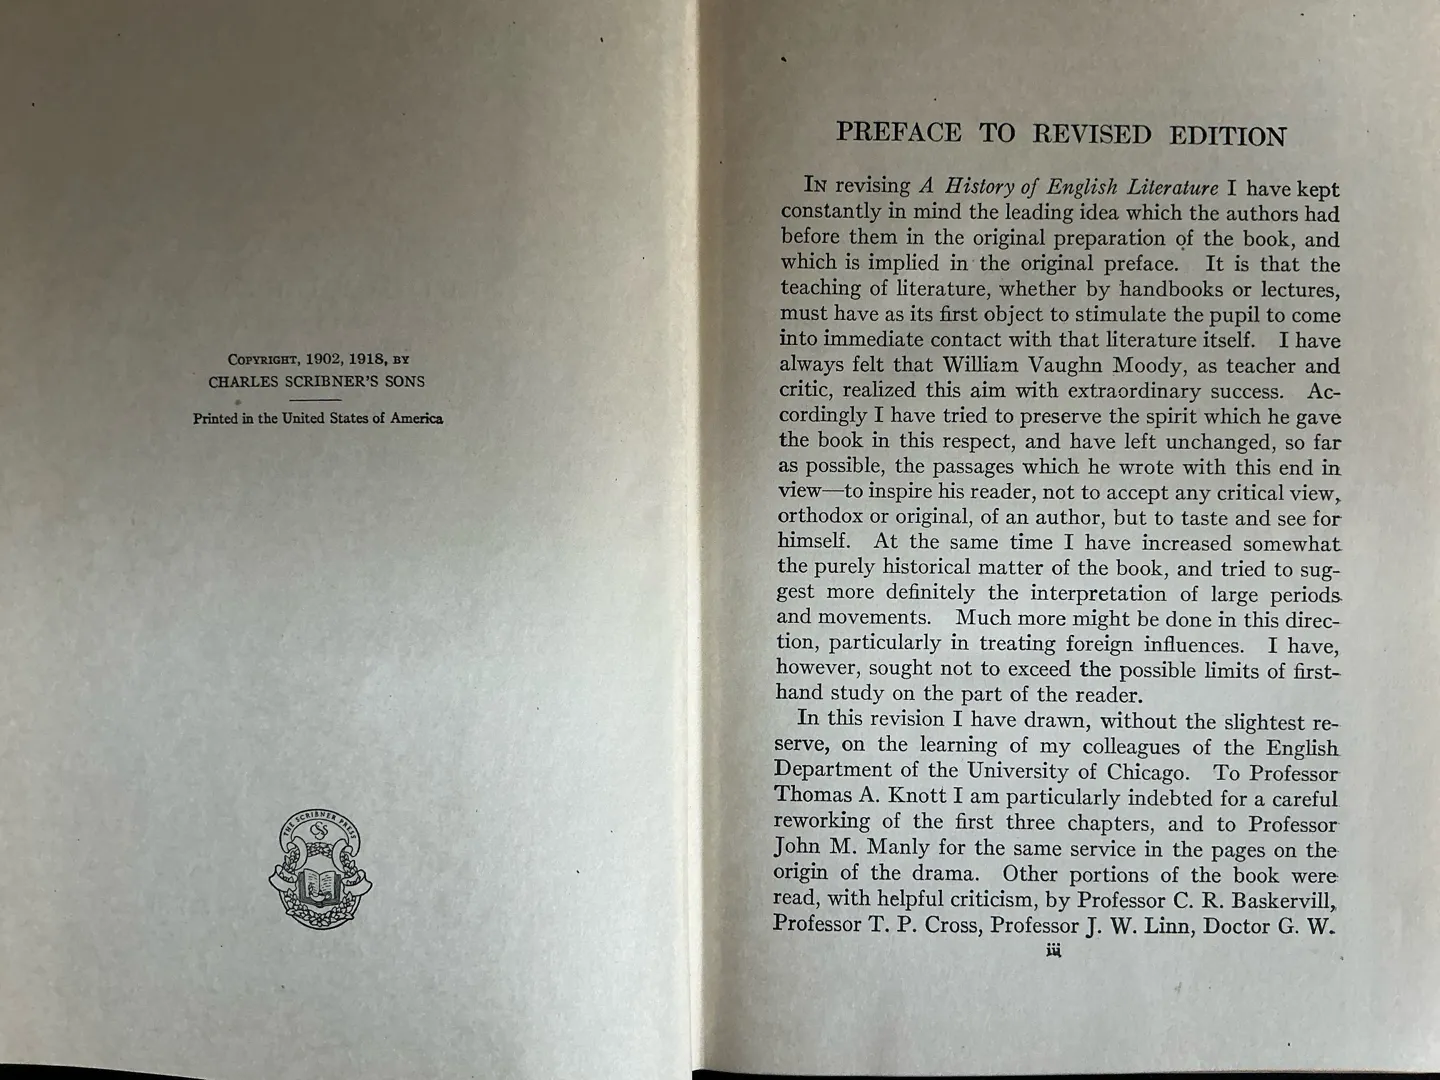 COPYRIGHT, 1902, 1918, BY
CHARLES SCRIBNER'S SONS
Printed in the United States of America
THE SCRIBNER PRESS
CSS
PREFACE TO REVISED EDITION
IN revising A History of English Literature I have kept
constantly in mind the leading idea which the authors had
before them in the original preparation of the book, and
which is implied in the original preface. It is that the
teaching of literature, whether by handbooks or lectures,
must have as its first object to stimulate the pupil to come
into immediate contact with that literature itself. I have
always felt that William Vaughn Moody, as teacher and
critic, realized this aim with extraordinary success. Ac-
cordingly I have tried to preserve the spirit which he gave
the book in this respect, and have left unchanged, so far
as possible, the passages which he wrote with this end in
view—to inspire his reader, not to accept any critical view,
orthodox or original, of an author, but to taste and see for
himself. At the same time I have increased somewhat
the purely historical matter of the book, and tried to sug-
gest more definitely the interpretation of large periods
and movements. Much more might be done in this direc-
tion, particularly in treating foreign influences. I have,
however, sought not to exceed the possible limits of first-
hand study on the part of the reader.
In this revision I have drawn, without the slightest re-
serve, on the learning of my colleagues of the English
Department of the University of Chicago. To Professor
Thomas A. Knott I am particularly indebted for a careful
reworking of the first three chapters, and to Professor
John M. Manly for the same service in the pages on the
origin of the drama. Other portions of the book were
read, with helpful criticism, by Professor C. R. Baskervill,
Professor T. P. Cross, Professor J. W. Linn, Doctor G. W.
iii